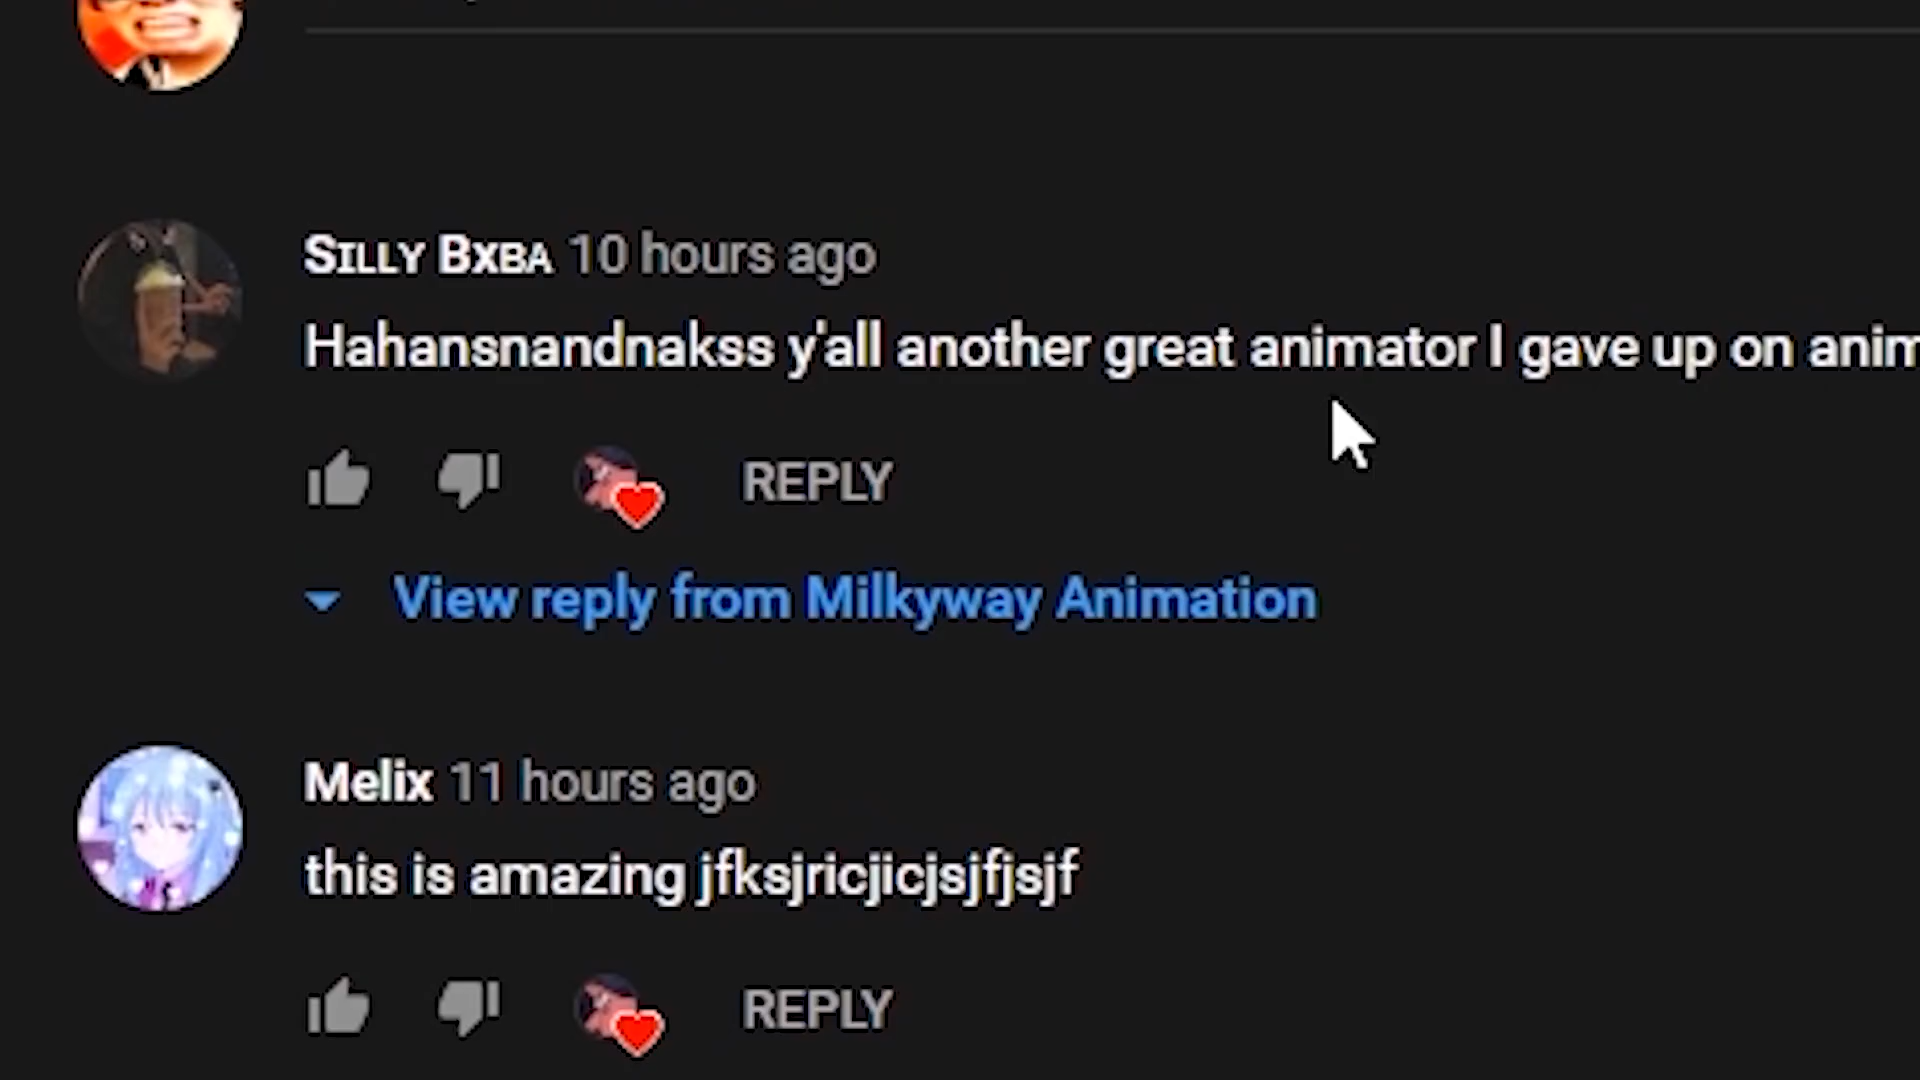 Sɪʟʟʏ Bxʙᴀ 10 hours ago
Hahansnandnakss y'all another great animator I gave up on anim
REPLY
View reply from Milkyway Animation
Melix 11 hours ago
this is amazing jfksjricjicjsjfjsjf
REPLY